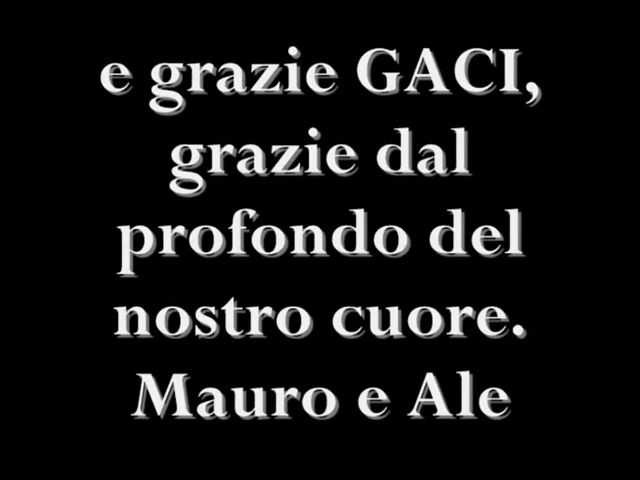 e grazie GACI,
grazie dal
profondo del
nostro cuore.
Mauro e Ale